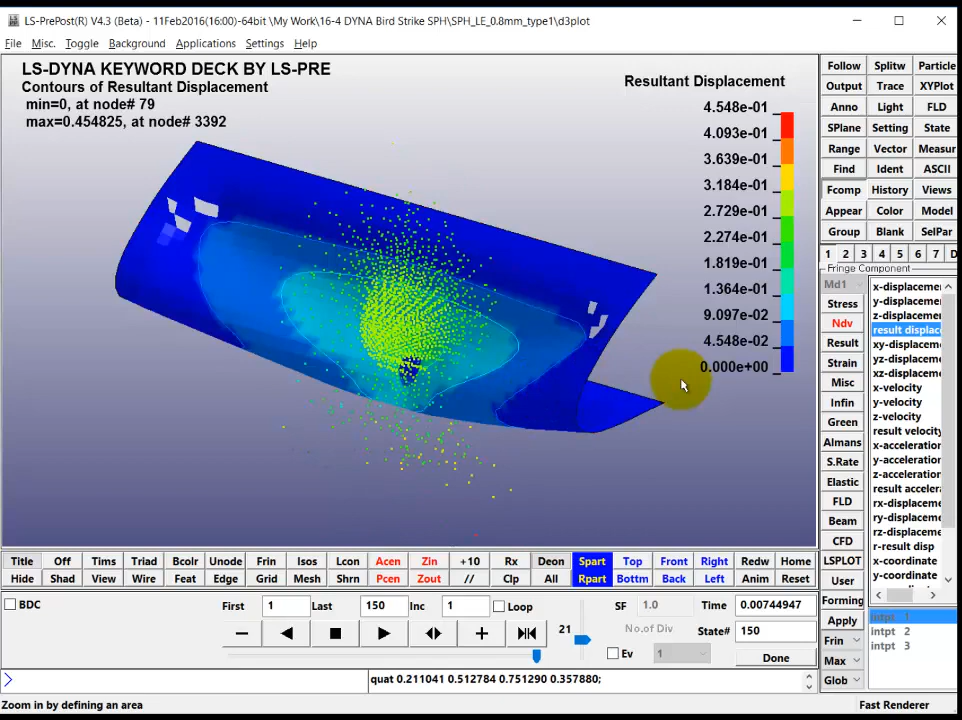 LS-PrePost(R) V4.3 (Beta) - 11Feb2016(16:00)-64bit \My Work\16-4 DYNA Bird Strike SPH\SPH_LE_0.8mm_type1\d3plot
File Misc. Toggle Background Applications Settings Help
LS-DYNA KEYWORD DECK BY LS-PRE
Contours of Resultant Displacement
min=0, at node# 79
max=0.454825, at node# 3392
Resultant Displacement
4.548e-01
4.093e-01
3.639e-01
3.184e-01
2.729e-01
2.274e-01
1.819e-01
1.364e-01
9.097e-02
4.548e-02
0.000e+00
Follow Splitw Particle
Output Trace XYPlot
Anno Light FLD
SPlane Setting State
Range Vector Measur
Find Ident ASCII
Fcomp History Views
Appear Color Model
Group Blank SelPar
1 2 3 4 5 6 7 D
Fringe Component
Md1
Stress
Ndv
Result
Strain
Misc
Infin
Green
Almans
S.Rate
Elastic
FLD
Beam
CFD
LSPLOT
User
Forming
Apply
Frin
Max
Glob
x-displaceme
y-displaceme
z-displaceme
result displac
xy-displaceme
yz-displaceme
xz-displaceme
x-velocity
y-velocity
z-velocity
result velocity
x-acceleration
y-acceleration
z-acceleration
result acceler
rx-displaceme
ry-displaceme
rz-displaceme
r-result disp
x-coordinate
y-coordinate
intpt 1
intpt 2
intpt 3
Title Off Tims Triad Bcolr Unode Frin Isos Lcon Acen Zin +10 Rx Deon Spart Top Front Right Redw Home
Hide Shad View Wire Feat Edge Grid Mesh Shrn Pcen Zout // Clp All Rpart Bottm Back Left Anim Reset
BDC First 1 Last 150 Inc 1 Loop SF 1.0 Time 0.00744947
21 No.of Div State# 150
Ev 1 Done
> quat 0.211041 0.512784 0.751290 0.357880;
Zoom in by defining an area Fast Renderer